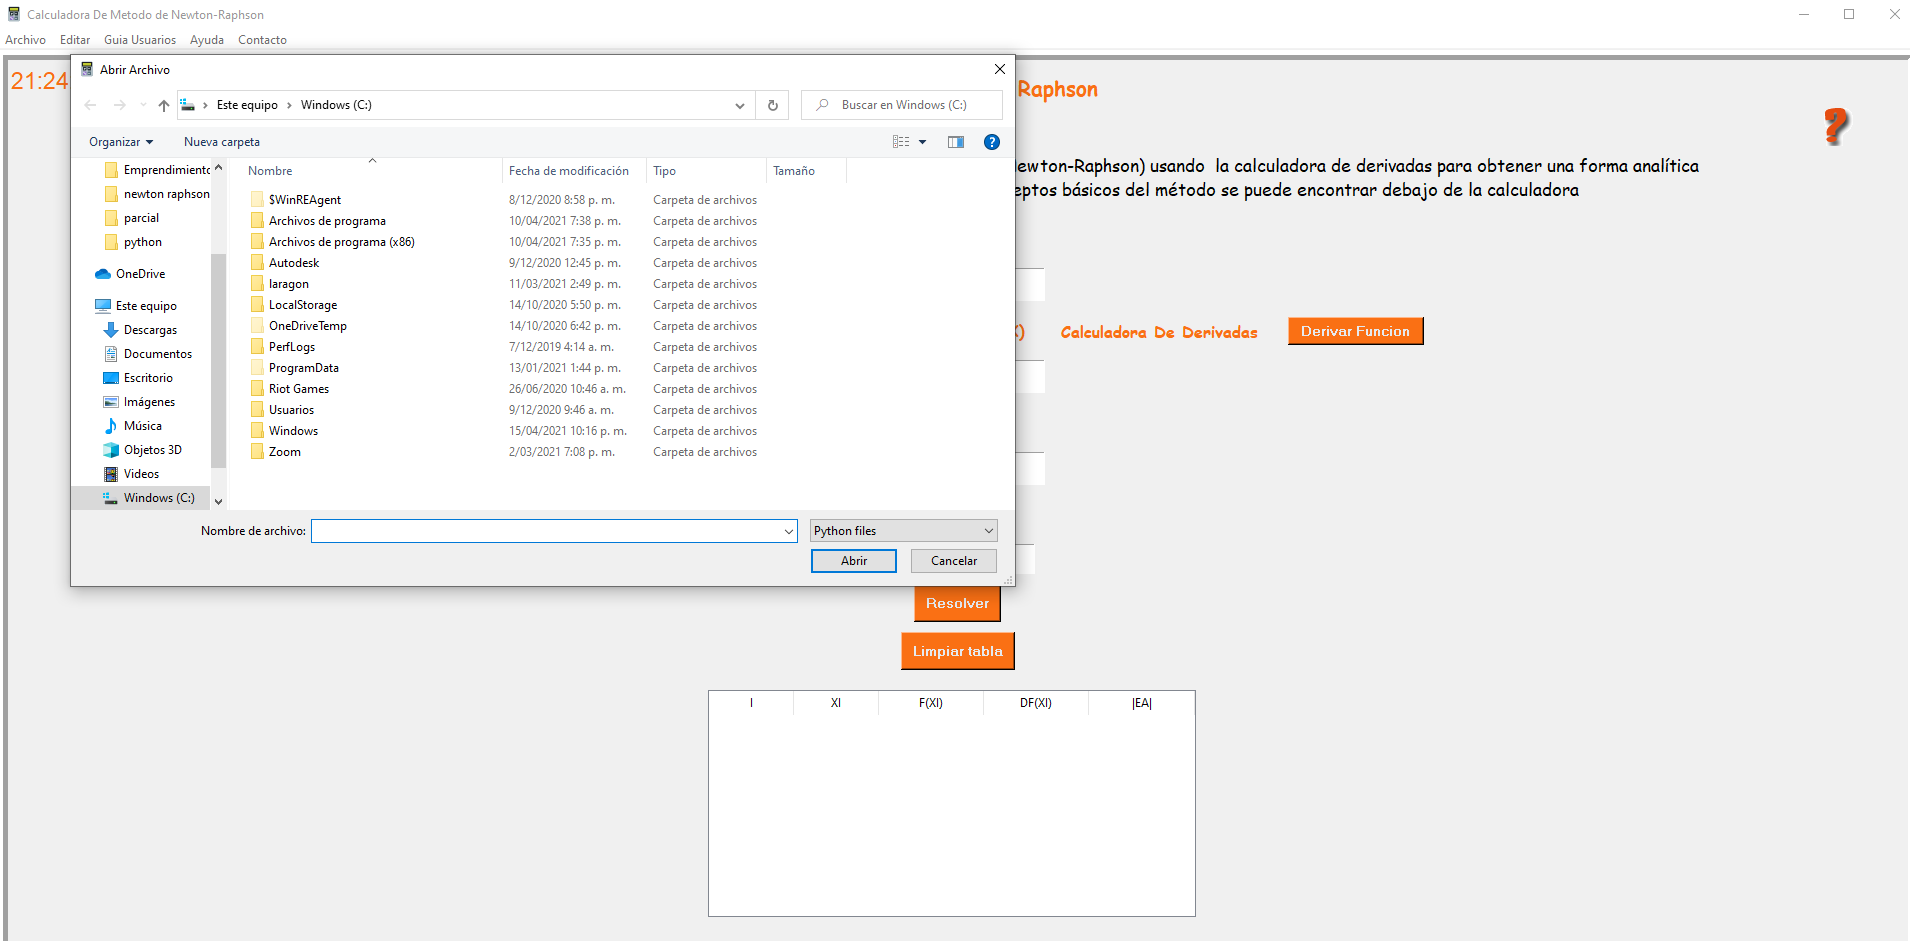 Calculadora De Metodo de Newton-Raphson
Archivo Editar Guia Usuarios Ayuda Contacto
21:24
Raphson
?
ewton-Raphson) usando  la calculadora de derivadas para obtener una forma analítica
eptos básicos del método se puede encontrar debajo de la calculadora
Abrir Archivo
Este equipo > Windows (C:)
Buscar en Windows (C:)
Organizar Nueva carpeta
?
Emprendimiento
newton raphson
parcial
python
OneDrive
Este equipo
Descargas
Documentos
Escritorio
Imágenes
Música
Objetos 3D
Videos
Windows (C:)
Nombre Fecha de modificación Tipo Tamaño
$WinREAgent 8/12/2020 8:58 p. m. Carpeta de archivos
Archivos de programa 10/04/2021 7:38 p. m. Carpeta de archivos
Archivos de programa (x86) 10/04/2021 7:35 p. m. Carpeta de archivos
Autodesk 9/12/2020 12:45 p. m. Carpeta de archivos
laragon 11/03/2021 2:49 p. m. Carpeta de archivos
LocalStorage 14/10/2020 5:50 p. m. Carpeta de archivos
OneDriveTemp 14/10/2020 6:42 p. m. Carpeta de archivos
PerfLogs 7/12/2019 4:14 a. m. Carpeta de archivos
ProgramData 13/01/2021 1:44 p. m. Carpeta de archivos
Riot Games 26/06/2020 10:46 a. m. Carpeta de archivos
Usuarios 9/12/2020 9:46 a. m. Carpeta de archivos
Windows 15/04/2021 10:16 p. m. Carpeta de archivos
Zoom 2/03/2021 7:08 p. m. Carpeta de archivos
Nombre de archivo: Python files
Abrir Cancelar
) Calculadora De Derivadas Derivar Funcion
Resolver
Limpiar tabla
I XI F(XI) DF(XI) |EA|